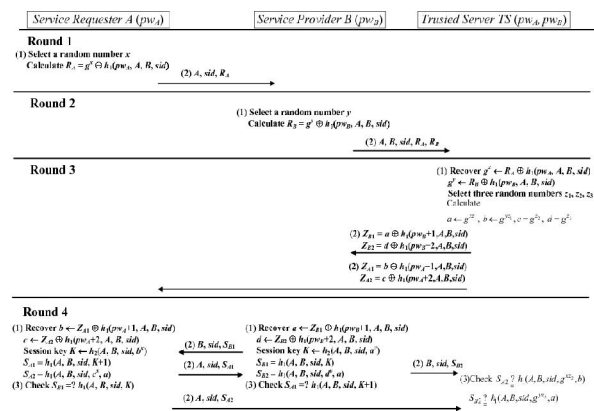 Service Requester A (pwA)
Service Provider B (pwB)
Trusted Server TS (pwA, pwB)
Round 1
(1) Select a random number x
Calculate RA = g^x ⊕ h1(pwA, A, B, sid)
(2) A, sid, RA
Round 2
(1) Select a random number y
Calculate RB = g^y ⊕ h1(pwB, A, B, sid)
(2) A, B, sid, RA, RB
Round 3
(1) Recover g^x ← RA ⊕ h1(pwA, A, B, sid)
g^y ← RB ⊕ h1(pwB, A, B, sid)
Select three random numbers z1, z2, z3
Calculate
(2) ZB1 = a ⊕ h1(pwB+1,A,B,sid)
ZB2 = d ⊕ h1(pwB+2,A,B,sid)
(2) ZA1 = b ⊕ h1(pwA+1,A,B,sid)
ZA2 = c ⊕ h1(pwA+2,A,B,sid)
Round 4
(1) Recover b ← ZA1 ⊕ h1(pwA+1, A, B, sid)
c ← ZA2 ⊕ h1(pwA+2, A, B, sid)
Session key K ← h2(A, B, sid, b^x)
SA1 = h1(A, B, sid, K+1)
SA2 = h1(A, B, sid, c^x, a)
(3) Check SB1 =? h1(A, B, sid, K)
(2) B, sid, SB1
(2) A, sid, SA1
(1) Recover a ← ZB1 ⊕ h1(pwB+1, A, B, sid)
d ← ZB2 ⊕ h1(pwB+2, A, B, sid)
Session key K ← h2(A, B, sid, a^y)
SB1 = h1(A, B, sid, K)
SB2 = h1(A, B, sid, d^y, a)
(3) Check SA1 =? h1(A, B, sid, K+1)
(2) B, sid, SB2
(3)Check SA2 ?= h1(A,B,sid,g^xz2,b)
(2) A, sid, SA2